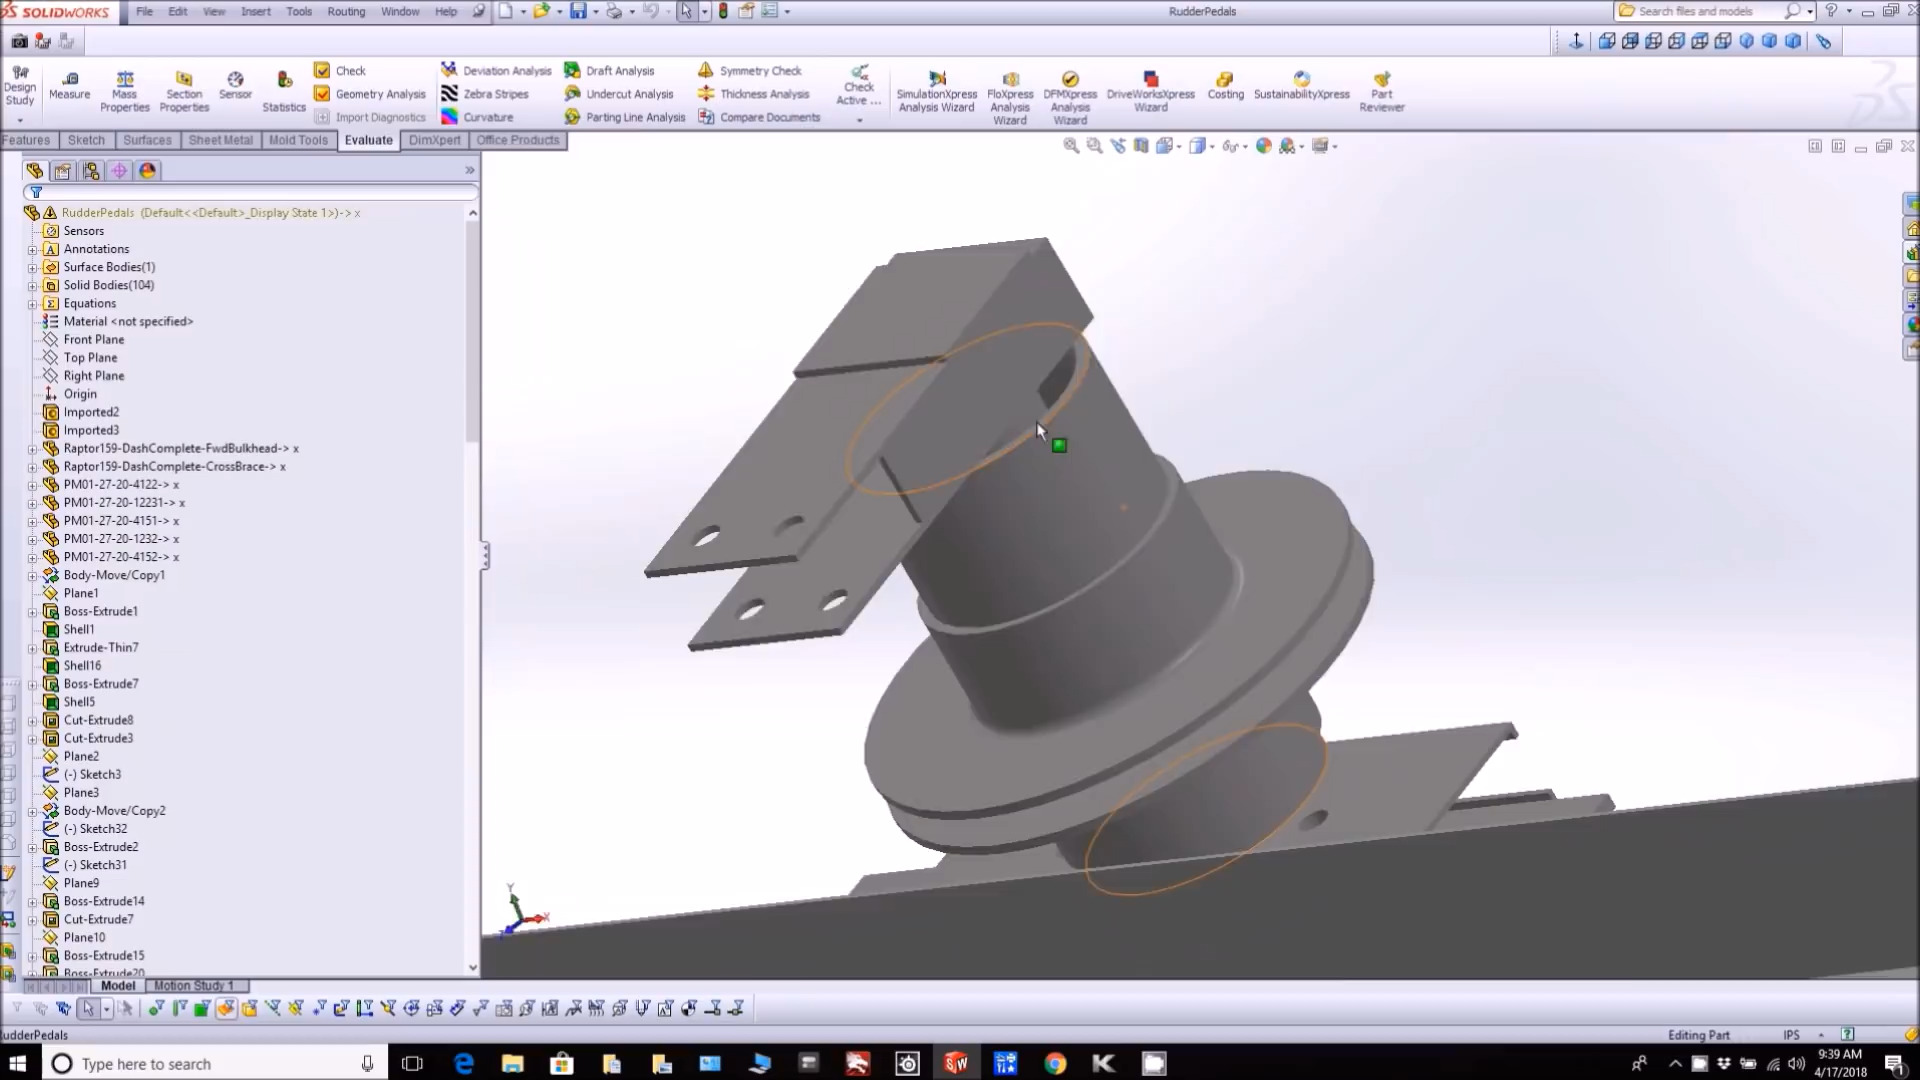 SOLIDWORKS File Edit View Insert Tools Routing Window Help RudderPedals Search files and models
Design Study
Measure
Mass Properties
Section Properties
Sensor
Statistics
Check
Geometry Analysis
Import Diagnostics
Deviation Analysis
Zebra Stripes
Curvature
Draft Analysis
Undercut Analysis
Parting Line Analysis
Symmetry Check
Thickness Analysis
Compare Documents
Check Active ...
SimulationXpress Analysis Wizard
FloXpress Analysis Wizard
DFMXpress Analysis Wizard
DriveWorksXpress Wizard
Costing
SustainabilityXpress
Part Reviewer
Features Sketch Surfaces Sheet Metal Mold Tools Evaluate DimXpert Office Products
RudderPedals (Default<<Default>_Display State 1>)-> x
Sensors
Annotations
Surface Bodies(1)
Solid Bodies(104)
Equations
Material <not specified>
Front Plane
Top Plane
Right Plane
Origin
Imported2
Imported3
Raptor159-DashComplete-FwdBulkhead-> x
Raptor159-DashComplete-CrossBrace-> x
PM01-27-20-4122-> x
PM01-27-20-12231-> x
PM01-27-20-4151-> x
PM01-27-20-1232-> x
PM01-27-20-4152-> x
Body-Move/Copy1
Plane1
Boss-Extrude1
Shell1
Extrude-Thin7
Shell16
Boss-Extrude7
Shell5
Cut-Extrude8
Cut-Extrude3
Plane2
(-) Sketch3
Plane3
Body-Move/Copy2
(-) Sketch32
Boss-Extrude2
(-) Sketch31
Plane9
Boss-Extrude14
Cut-Extrude7
Plane10
Boss-Extrude15
Boss-Extrude20
Y
X
Model Motion Study 1
udderPedals Editing Part IPS
Type here to search
9:39 AM
4/17/2018